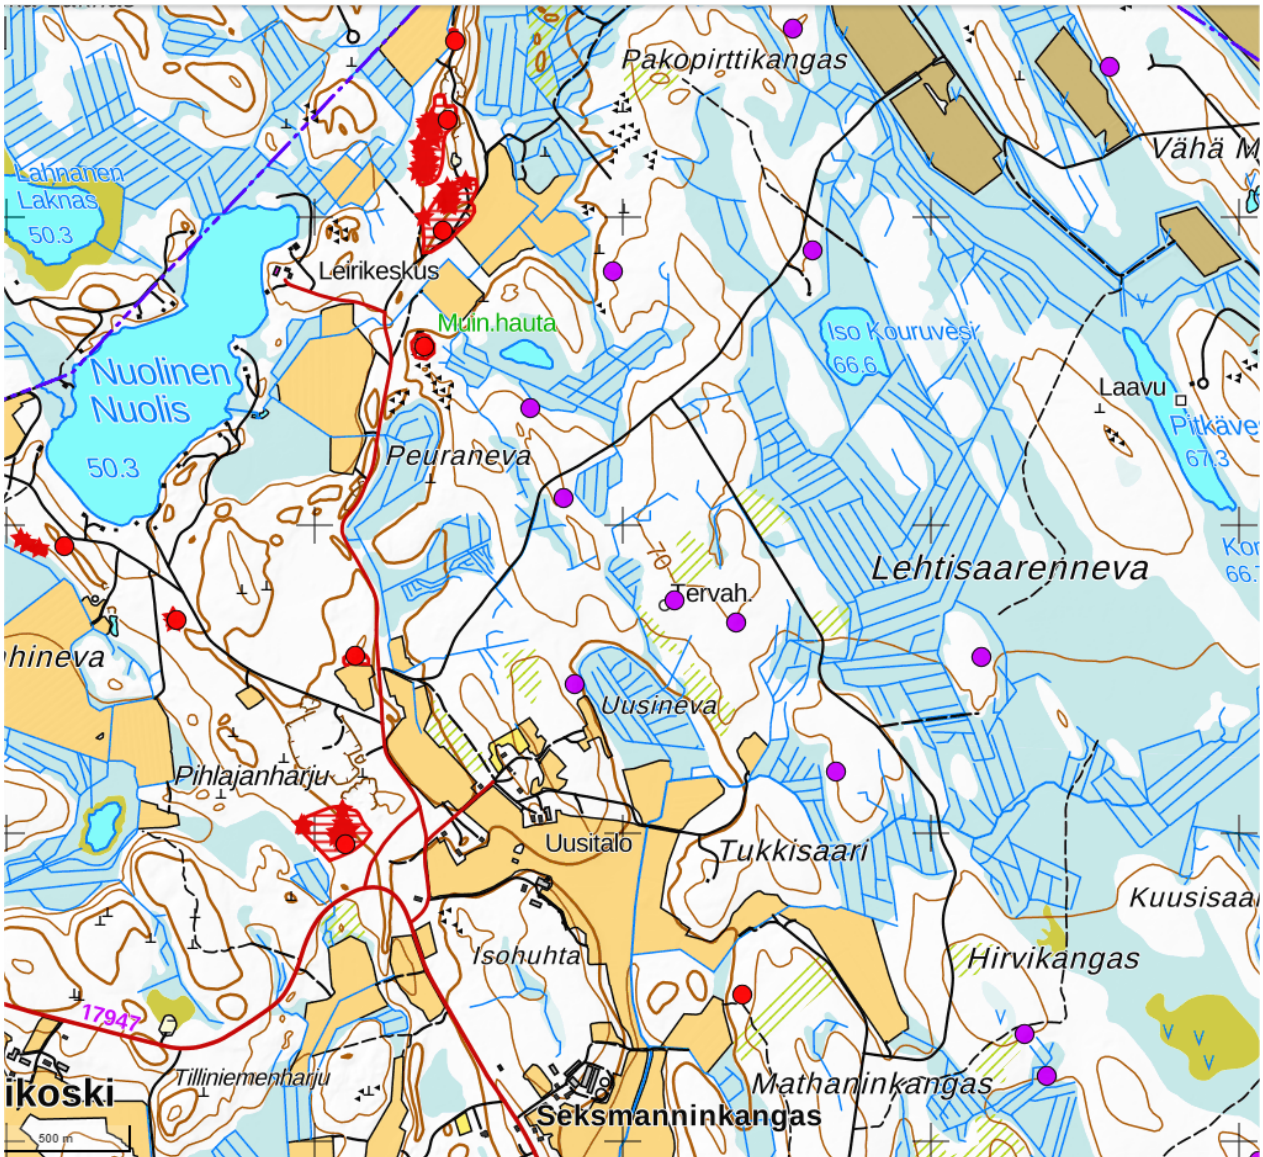 Pakopirttikangas
Vähä M
Lahnanen
Laknas
50.3
Leirikeskus
Muin.hauta
Iso Kouruvesi
66.6
Nuolinen
Nuolis
50.3
Laavu
Pitkäve
67.3
Peuraneva
Kor
66.7
70
Lehtisaarenneva
Tervah.
hineva
Uusineva
Pihlajanharju
Uusitalo
Tukkisaari
Kuusisaa
Isohuhta
Hirvikangas
17947
Tilliniemenharju
Mathaninkangas
ikoski
Seksmanninkangas
500 m